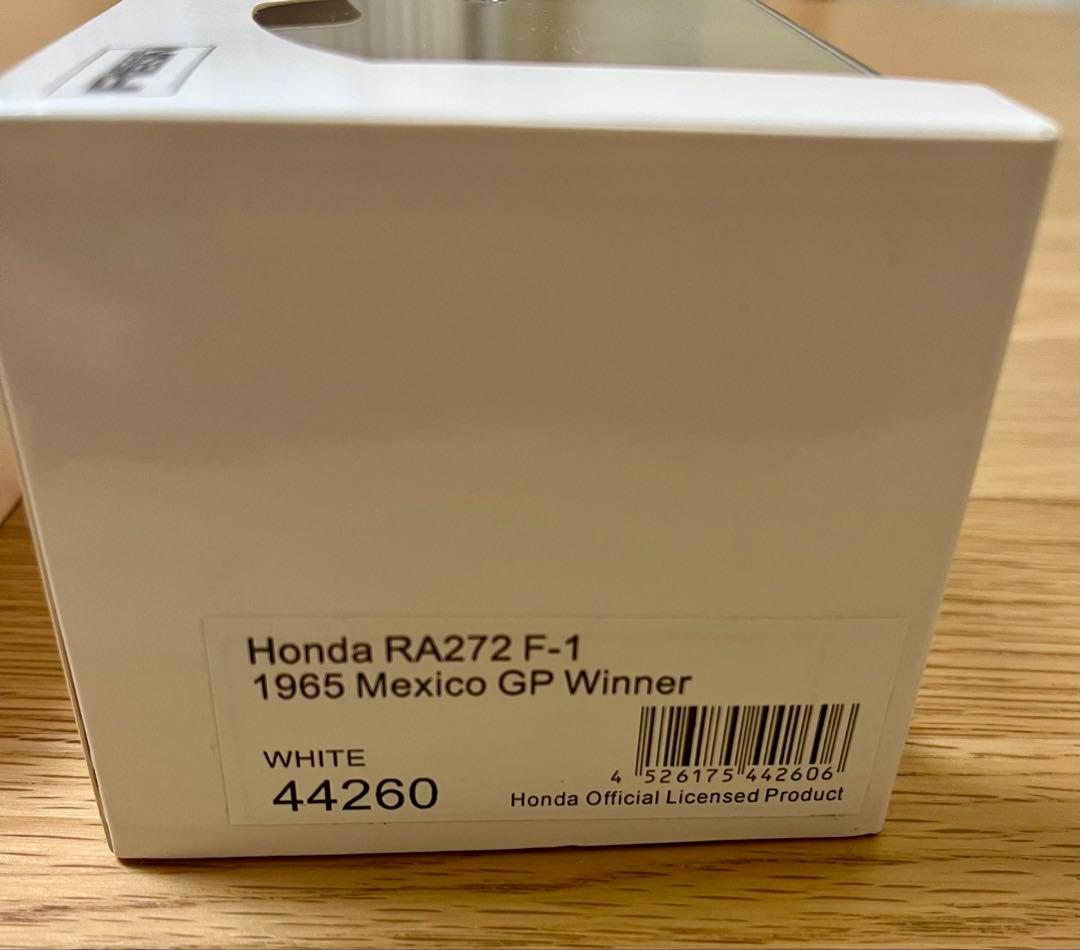 Honda RA272 F-1
1965 Mexico GP Winner
WHITE
44260
4 526175 442606
Honda Official Licensed Product